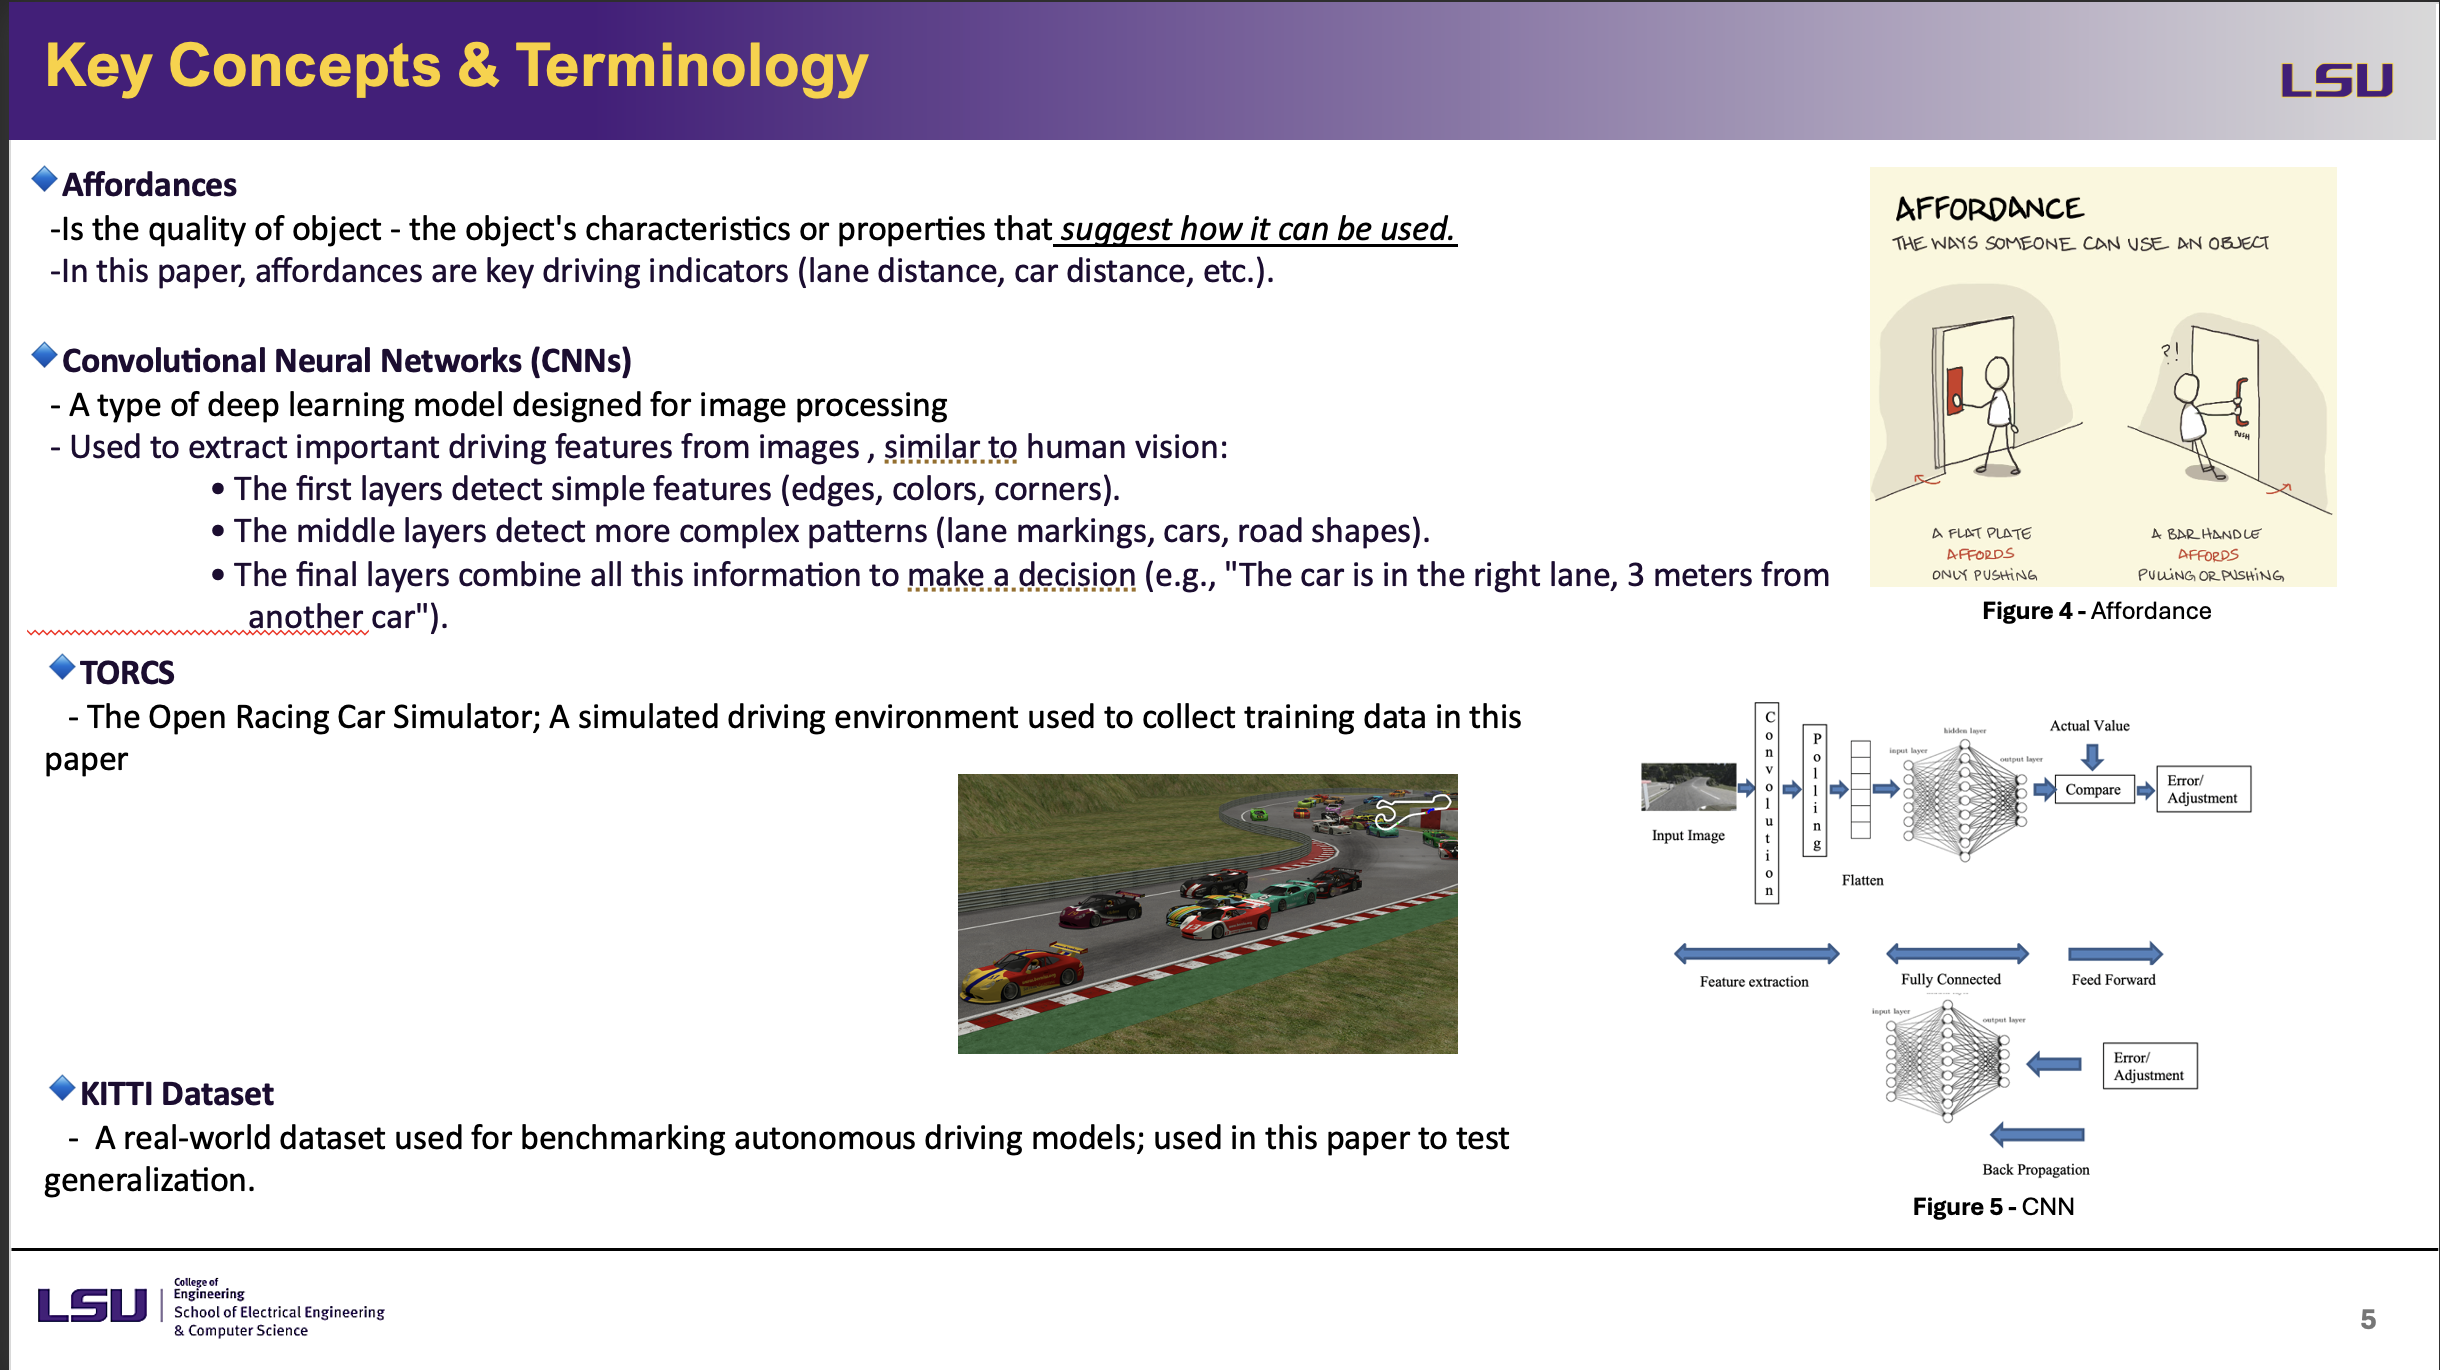 Key Concepts & Terminology
LSU
Affordances
-Is the quality of object - the object's characteristics or properties that suggest how it can be used.
-In this paper, affordances are key driving indicators (lane distance, car distance, etc.).
Convolutional Neural Networks (CNNs)
- A type of deep learning model designed for image processing
- Used to extract important driving features from images , similar to human vision:
• The first layers detect simple features (edges, colors, corners).
• The middle layers detect more complex patterns (lane markings, cars, road shapes).
• The final layers combine all this information to make a decision (e.g., "The car is in the right lane, 3 meters from
another car").
TORCS
- The Open Racing Car Simulator; A simulated driving environment used to collect training data in this
paper
KITTI Dataset
- A real-world dataset used for benchmarking autonomous driving models; used in this paper to test
generalization.
AFFORDANCE
THE WAYS SOMEONE CAN USE AN OBJECT
?!
PUSH
A FLAT PLATE
AFFORDS
ONLY PUSHING
A BAR HANDLE
AFFORDS
PULLING OR PUSHING
Figure 4 - Affordance
Input Image
Convolution
Polling
Flatten
input layer
hidden layer
output layer
Actual Value
Compare
Error/
Adjustment
Feature extraction
Fully Connected
Feed Forward
input layer
output layer
Error/
Adjustment
Back Propagation
Figure 5 - CNN
LSU
College of
Engineering
School of Electrical Engineering
& Computer Science
5